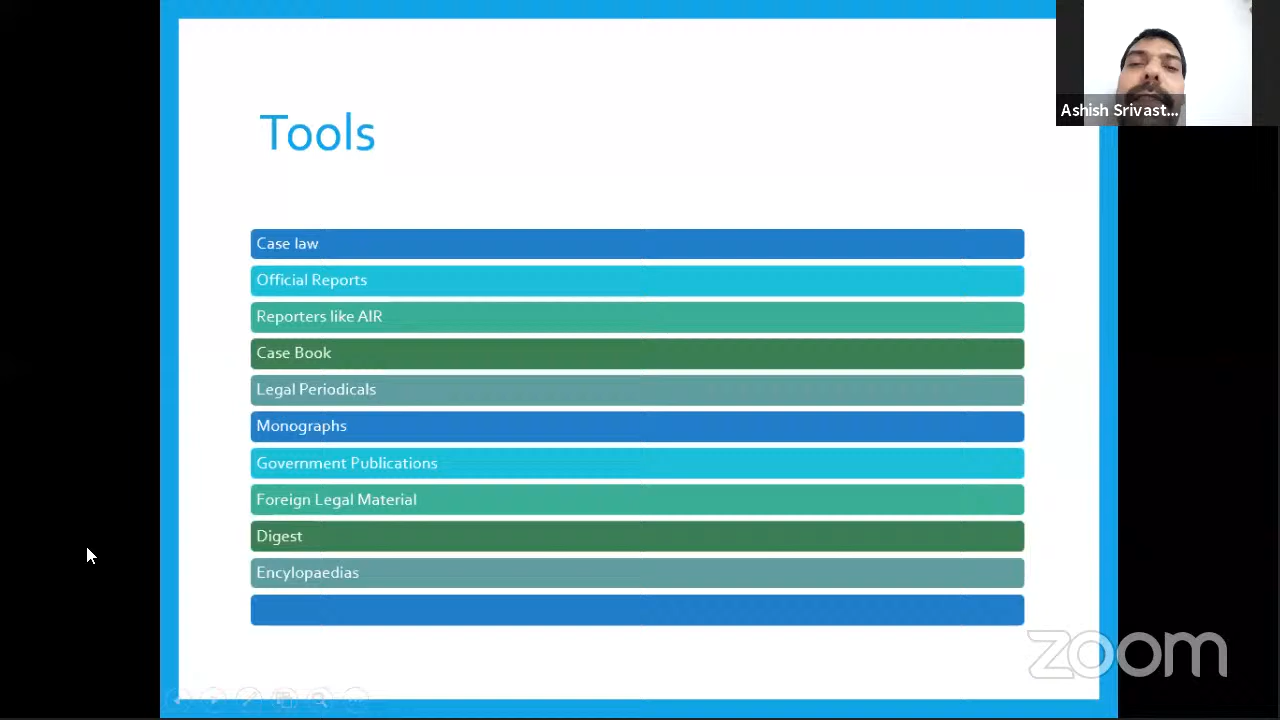 Ashish Srivast...
Tools
Case law
Official Reports
Reporters like AIR
Case Book
Legal Periodicals
Monographs
Government Publications
Foreign Legal Material
Digest
Encylopaedias
zoom